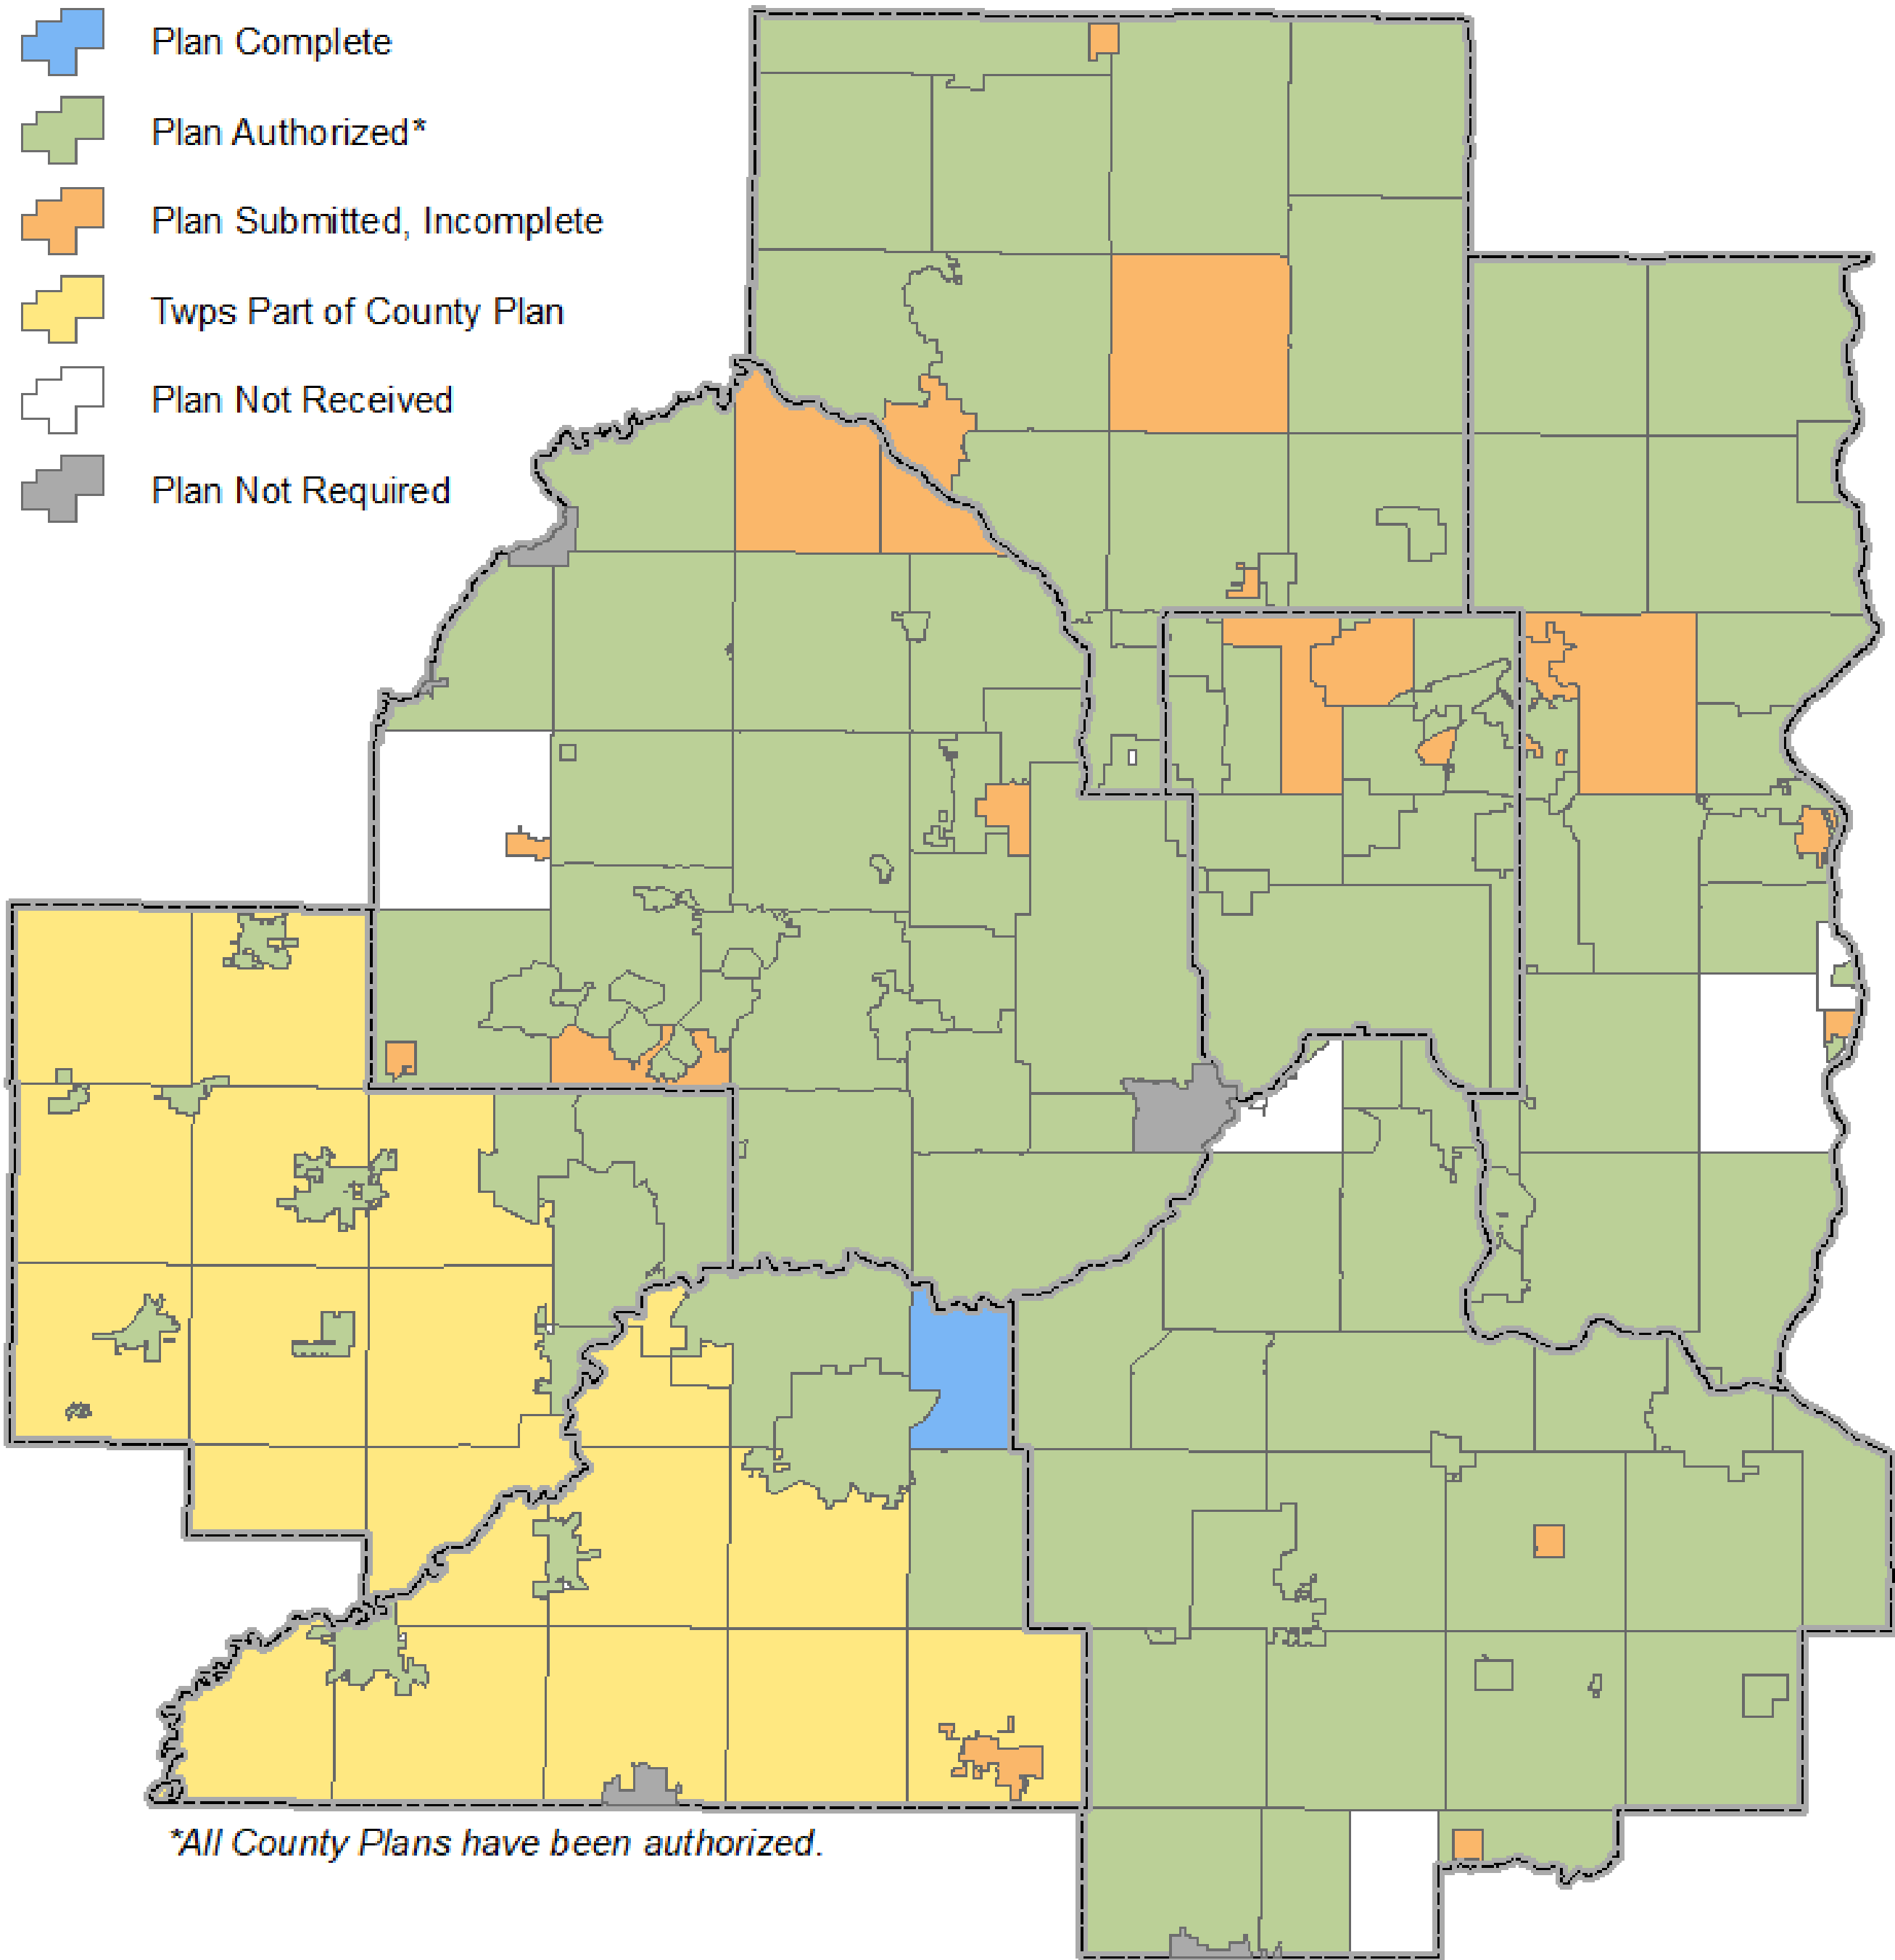 Plan Complete
Plan Authorized*
Plan Submitted, Incomplete
Twps Part of County Plan
Plan Not Received
Plan Not Required
*All County Plans have been authorized.